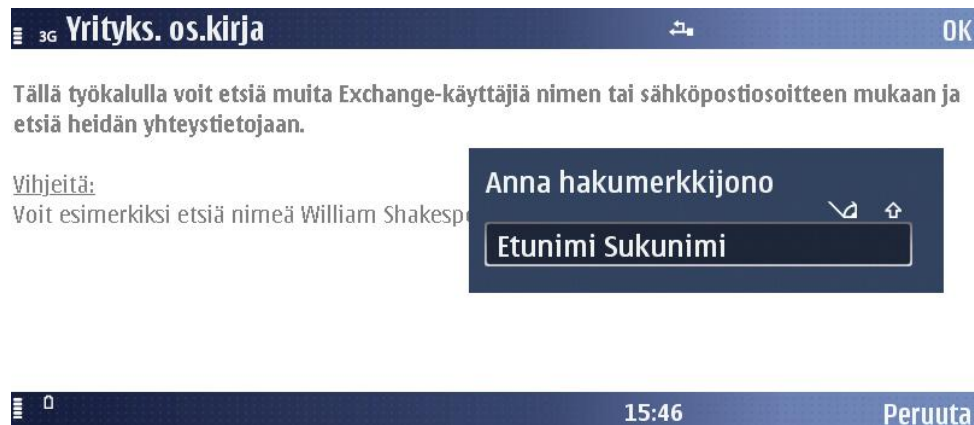 3G Yrityks. os.kirja OK
Tällä työkalulla voit etsiä muita Exchange-käyttäjiä nimen tai sähköpostiosoitteen mukaan ja
etsiä heidän yhteystietojaan.
Vihjeitä:
Voit esimerkiksi etsiä nimeä William
Anna hakumerkkijono
Etunimi Sukunimi
15:46 Peruuta